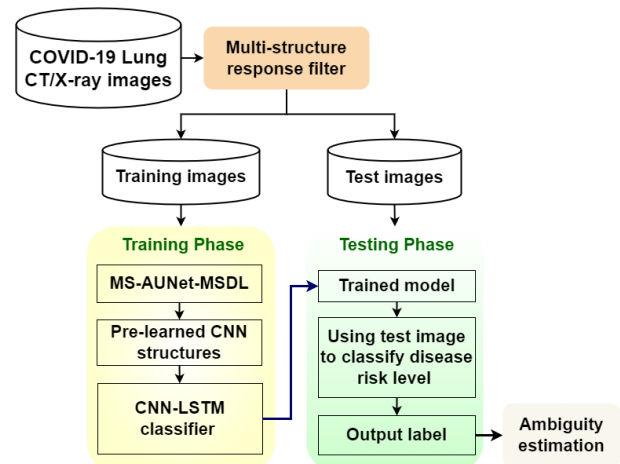 COVID-19 Lung
CT/X-ray images
Multi-structure
response filter
Training images
Test images
Training Phase
MS-AUNet-MSDL
Pre-learned CNN
structures
CNN-LSTM
classifier
Testing Phase
Trained model
Using test image
to classify disease
risk level
Output label
Ambiguity
estimation